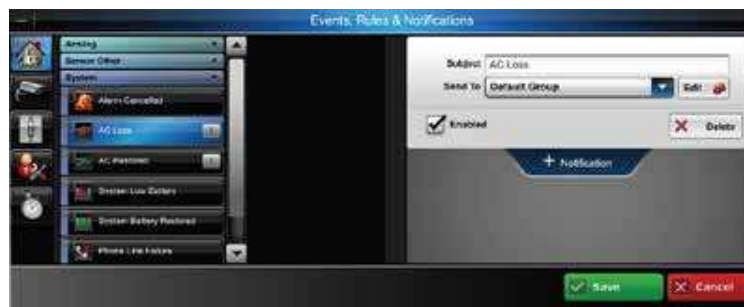 Events, Rules & Notifications
Arming
Sensor Other
System
Alarm Cancelled
AC Loss
AC Restored
System Low Battery
System Battery Restored
Phone Line Failure
Subject AC Loss
Send To Default Group Edit
Enabled
Delete
+ Notification
Save
Cancel